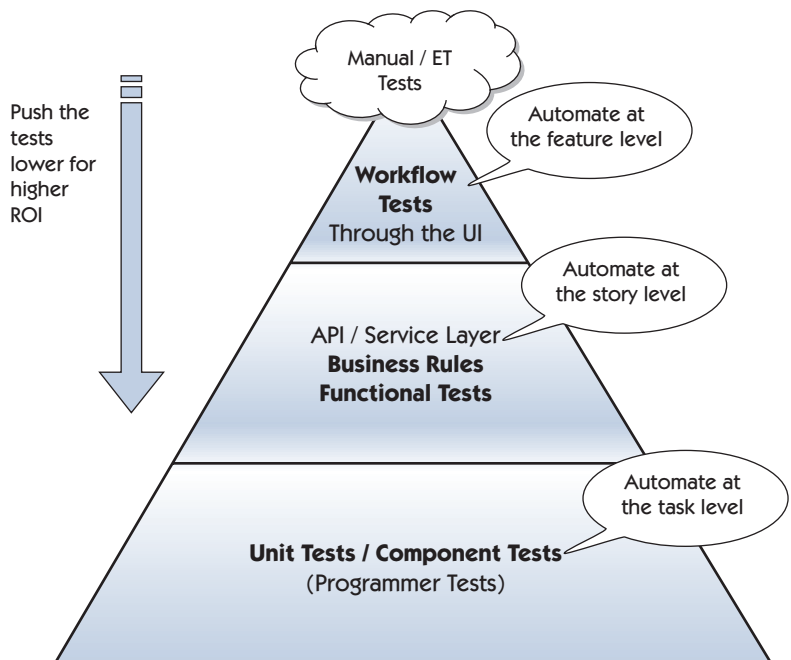 Manual / ET
Tests
Push the
tests
lower for
higher
ROI
Automate at
the feature level
Workflow
Tests
Through the UI
Automate at
the story level
API / Service Layer
Business Rules
Functional Tests
Automate at
the task level
Unit Tests / Component Tests
(Programmer Tests)